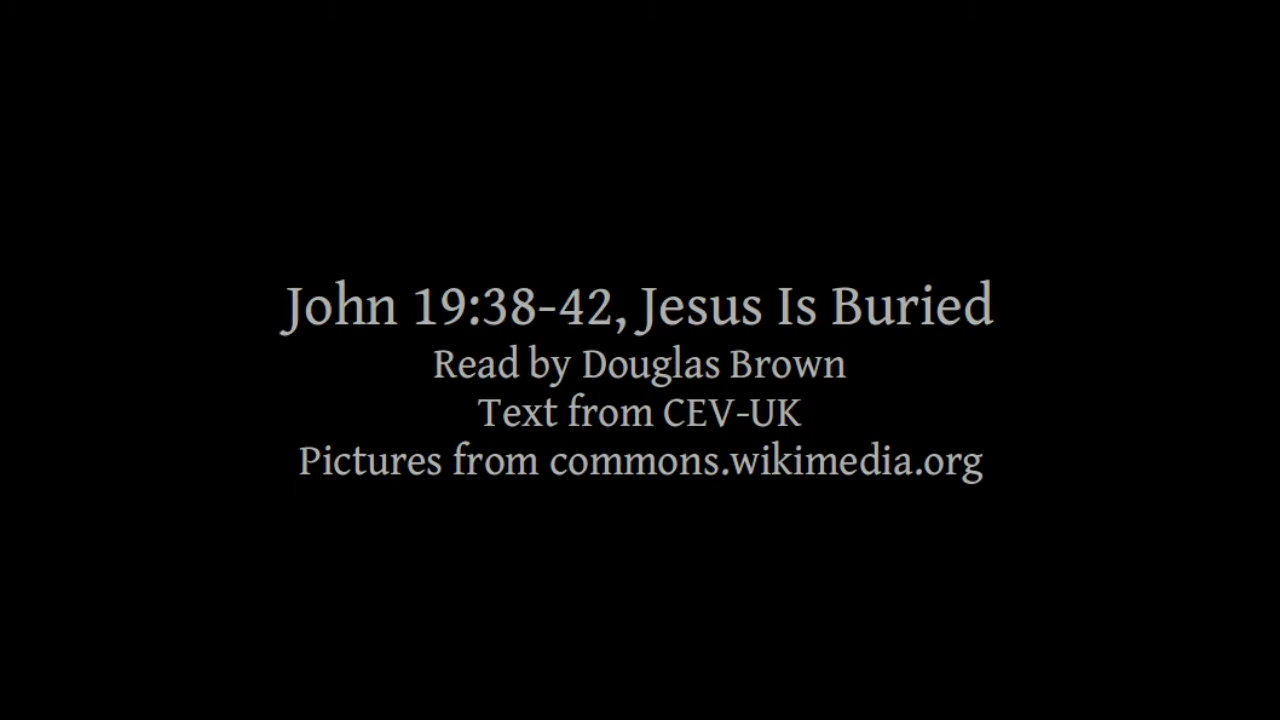 John 19:38-42, Jesus Is Buried
Read by Douglas Brown
Text from CEV-UK
Pictures from commons.wikimedia.org